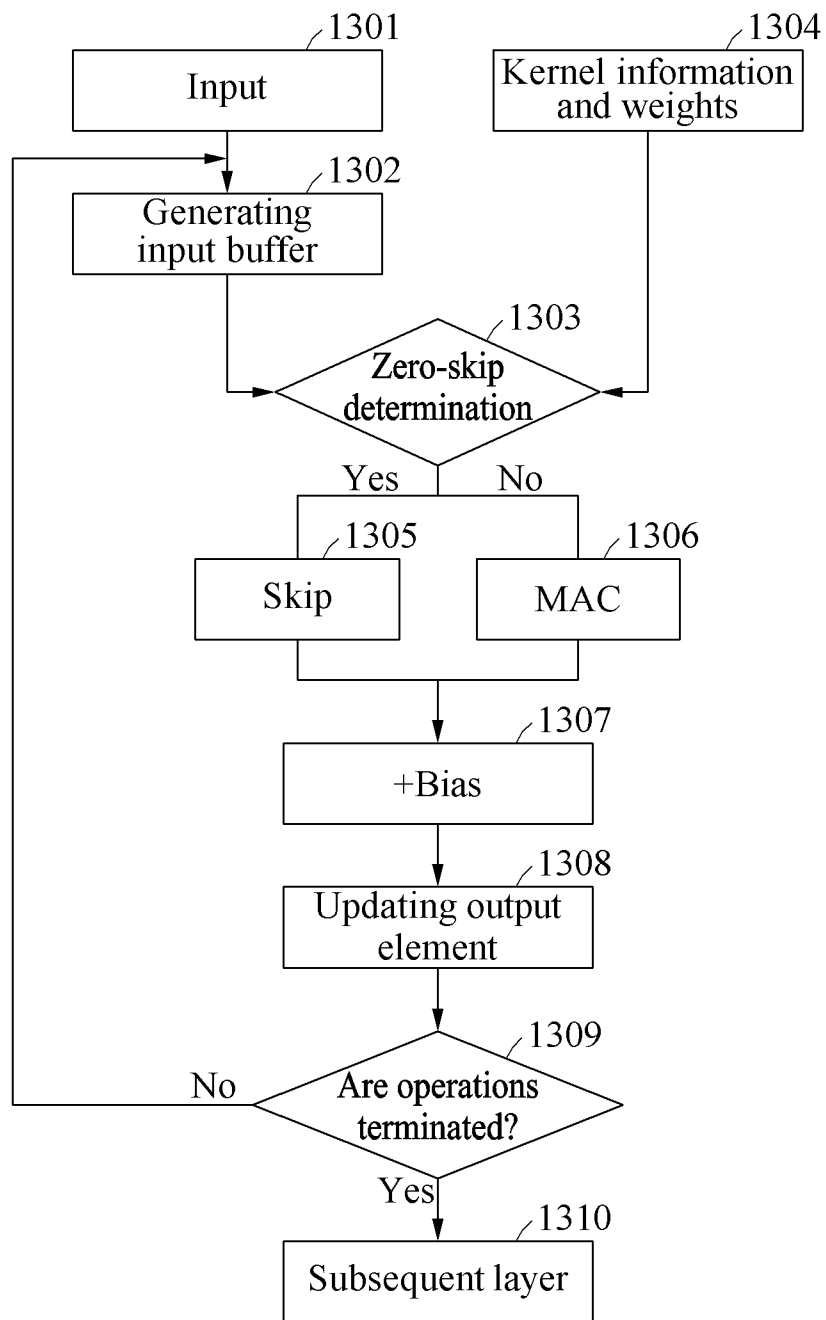 1301
Input
1304
Kernel information
and weights
1302
Generating
input buffer
1303
Zero-skip
determination
Yes
No
1305
Skip
1306
MAC
1307
+Bias
1308
Updating output
element
1309
Are operations
terminated?
No
Yes
1310
Subsequent layer